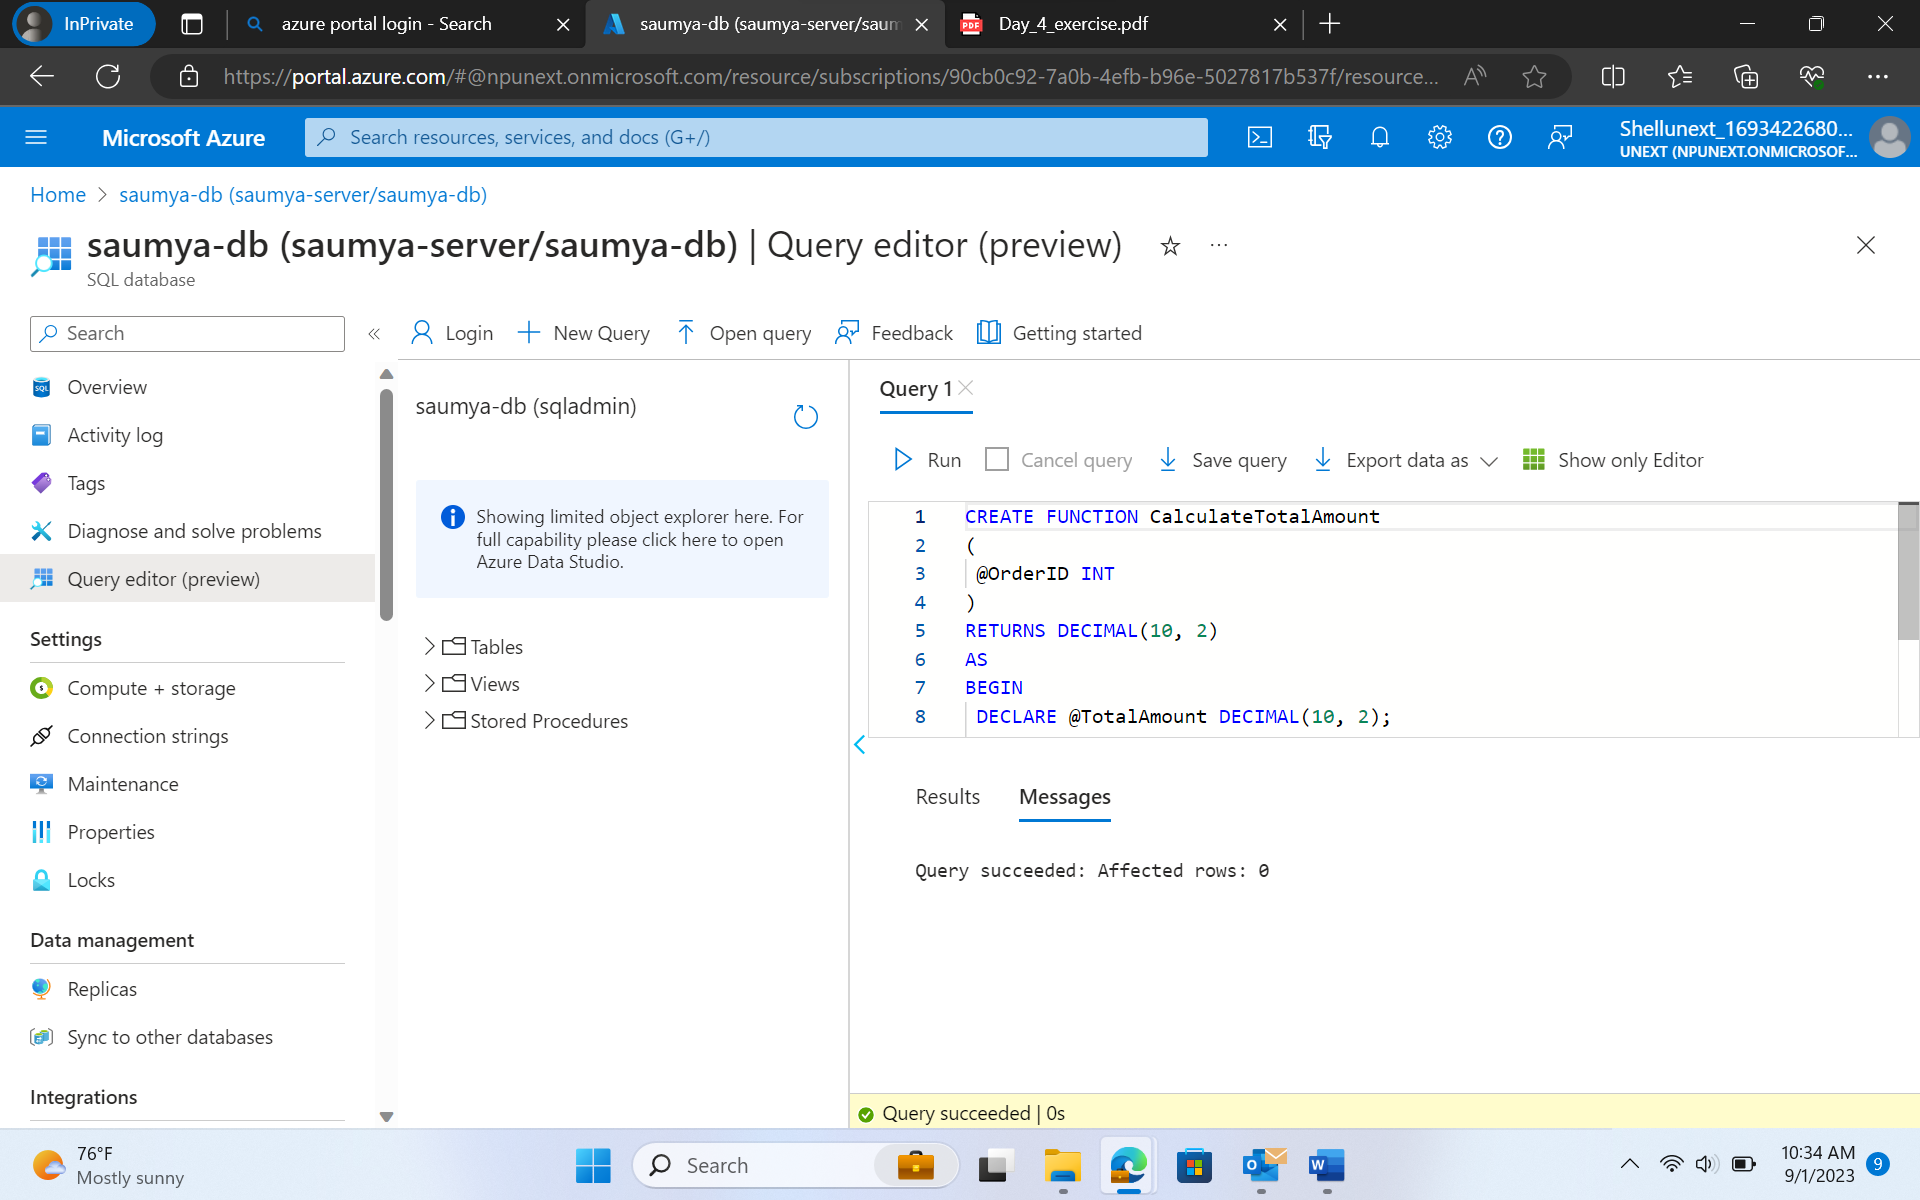 InPrivate
azure portal login - Search
saumya-db (saumya-server/saum
Day_4_exercise.pdf
https://portal.azure.com/#@npunext.onmicrosoft.com/resource/subscriptions/90cb0c92-7a0b-4efb-b96e-5027817b537f/resource...
Microsoft Azure
Search resources, services, and docs (G+/)
Shellunext_1693422680...
UNEXT (NPUNEXT.ONMICROSOF...
Home > saumya-db (saumya-server/saumya-db)
saumya-db (saumya-server/saumya-db) | Query editor (preview)
SQL database
Search
Overview
Activity log
Tags
Diagnose and solve problems
Query editor (preview)
Settings
Compute + storage
Connection strings
Maintenance
Properties
Locks
Data management
Replicas
Sync to other databases
Integrations
Login
New Query
Open query
Feedback
Getting started
saumya-db (sqladmin)
Showing limited object explorer here. For
full capability please click here to open
Azure Data Studio.
Tables
Views
Stored Procedures
Query 1
Run
Cancel query
Save query
Export data as
Show only Editor
1 CREATE FUNCTION CalculateTotalAmount
2 (
3 @OrderID INT
4 )
5 RETURNS DECIMAL(10, 2)
6 AS
7 BEGIN
8 DECLARE @TotalAmount DECIMAL(10, 2);
Results
Messages
Query succeeded: Affected rows: 0
Query succeeded | 0s
76°F
Mostly sunny
Search
10:34 AM
9/1/2023
9